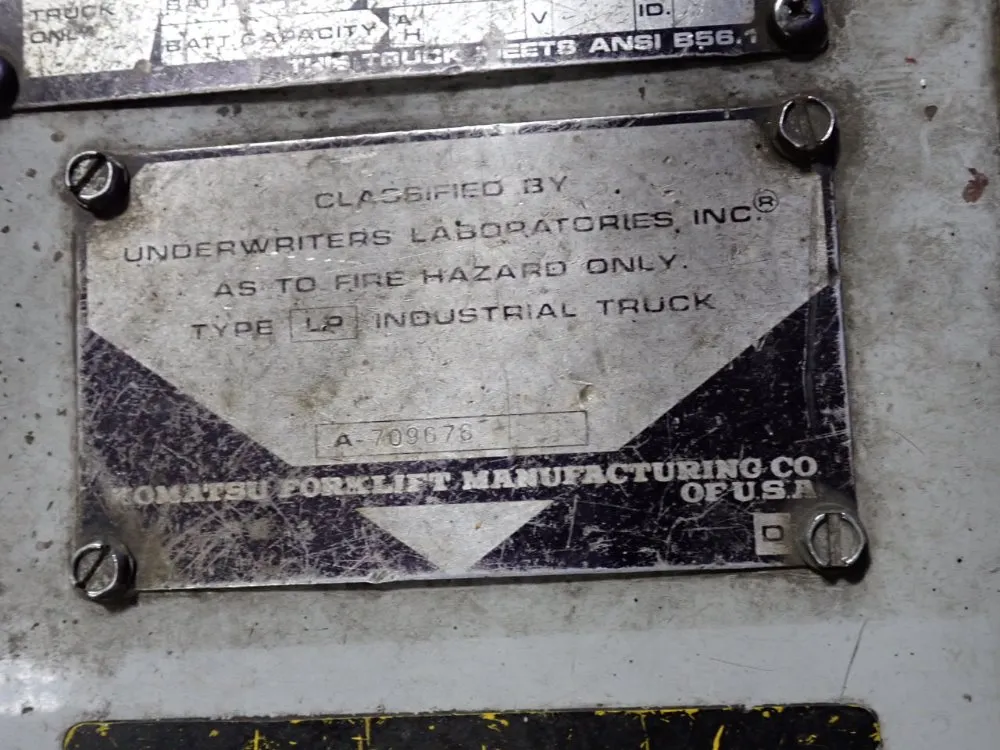 TRUCK
ONLY
BATT. CAPACITY A H V ID.
THIS TRUCK MEETS ANSI B56.1
CLASSIFIED BY
UNDERWRITERS LABORATORIES, INC.®
AS TO FIRE HAZARD ONLY.
TYPE LP INDUSTRIAL TRUCK
A-709676
KOMATSU FORKLIFT MANUFACTURING CO
OF U.S.A
D